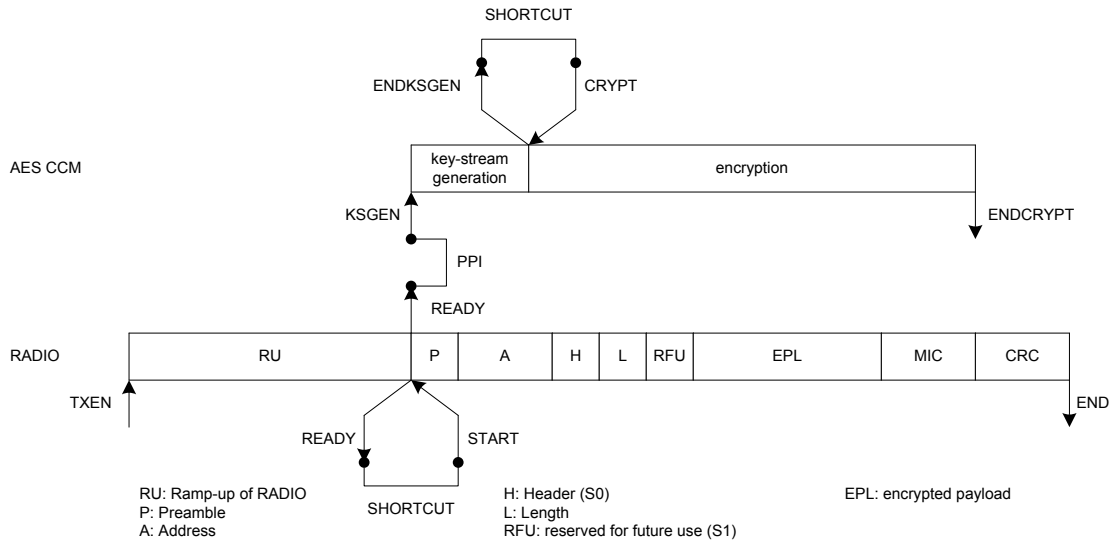 SHORTCUT
ENDKSGEN
CRYPT
AES CCM
key-stream
generation
encryption
KSGEN
ENDCRYPT
PPI
READY
RADIO
RU
P
A
H
L
RFU
EPL
MIC
CRC
TXEN
END
READY
START
SHORTCUT
RU: Ramp-up of RADIO
P: Preamble
A: Address
H: Header (S0)
L: Length
RFU: reserved for future use (S1)
EPL: encrypted payload